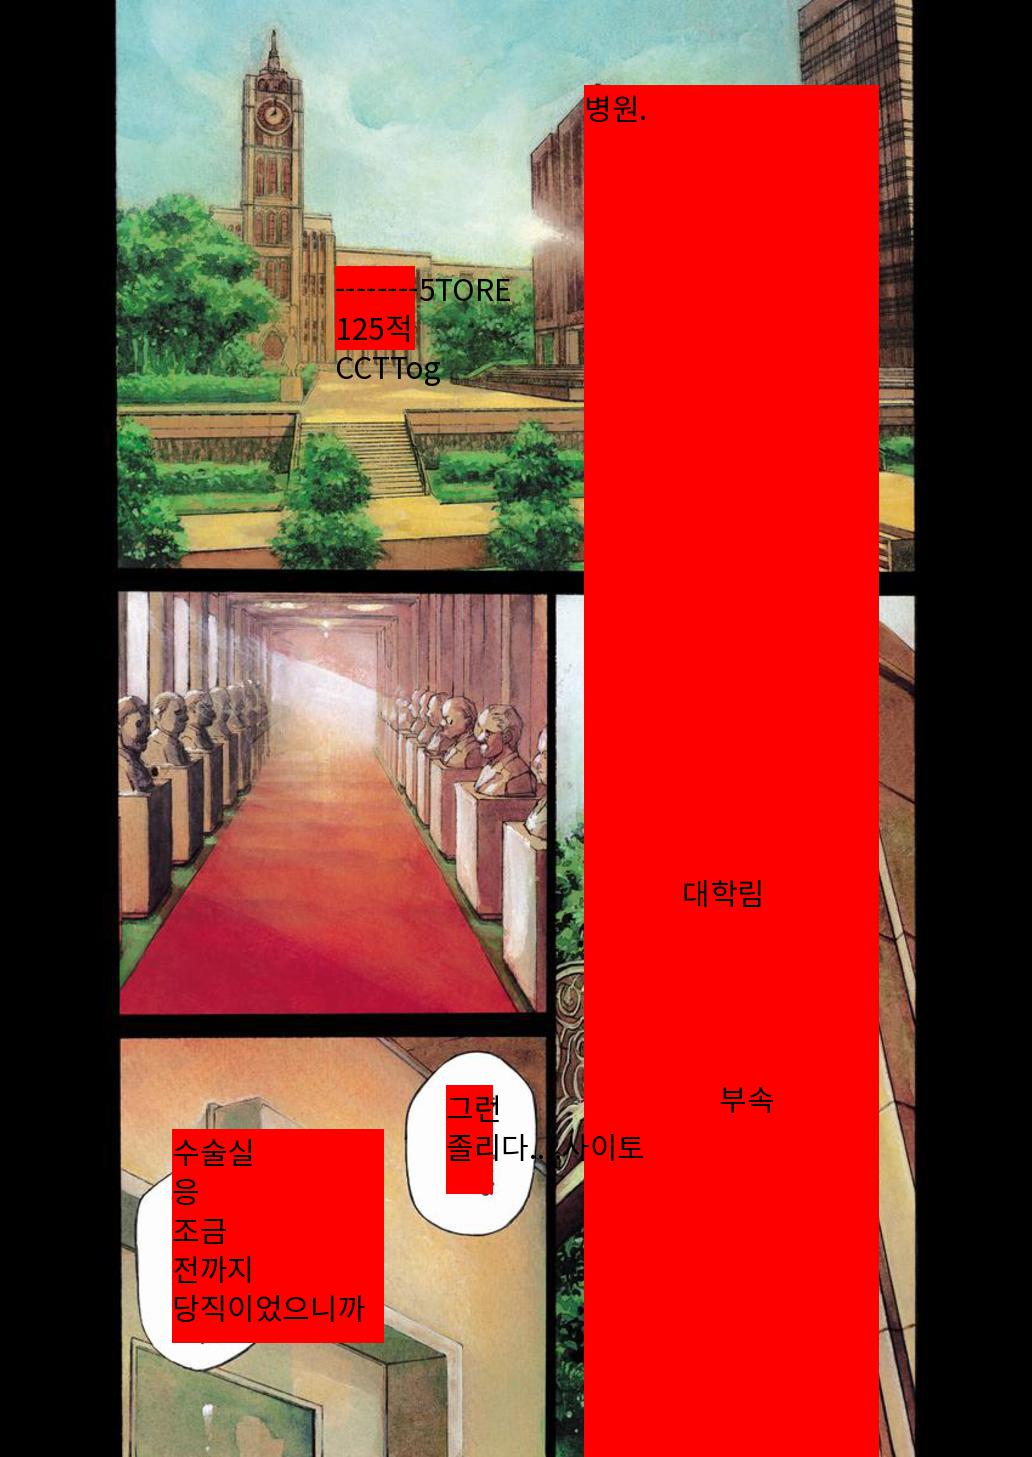 병원.
--------5TORE
125적
CCTTog
대학림
부속
그런
졸리다...사이토
수술실
응
조금
전까지
당직이었으니까